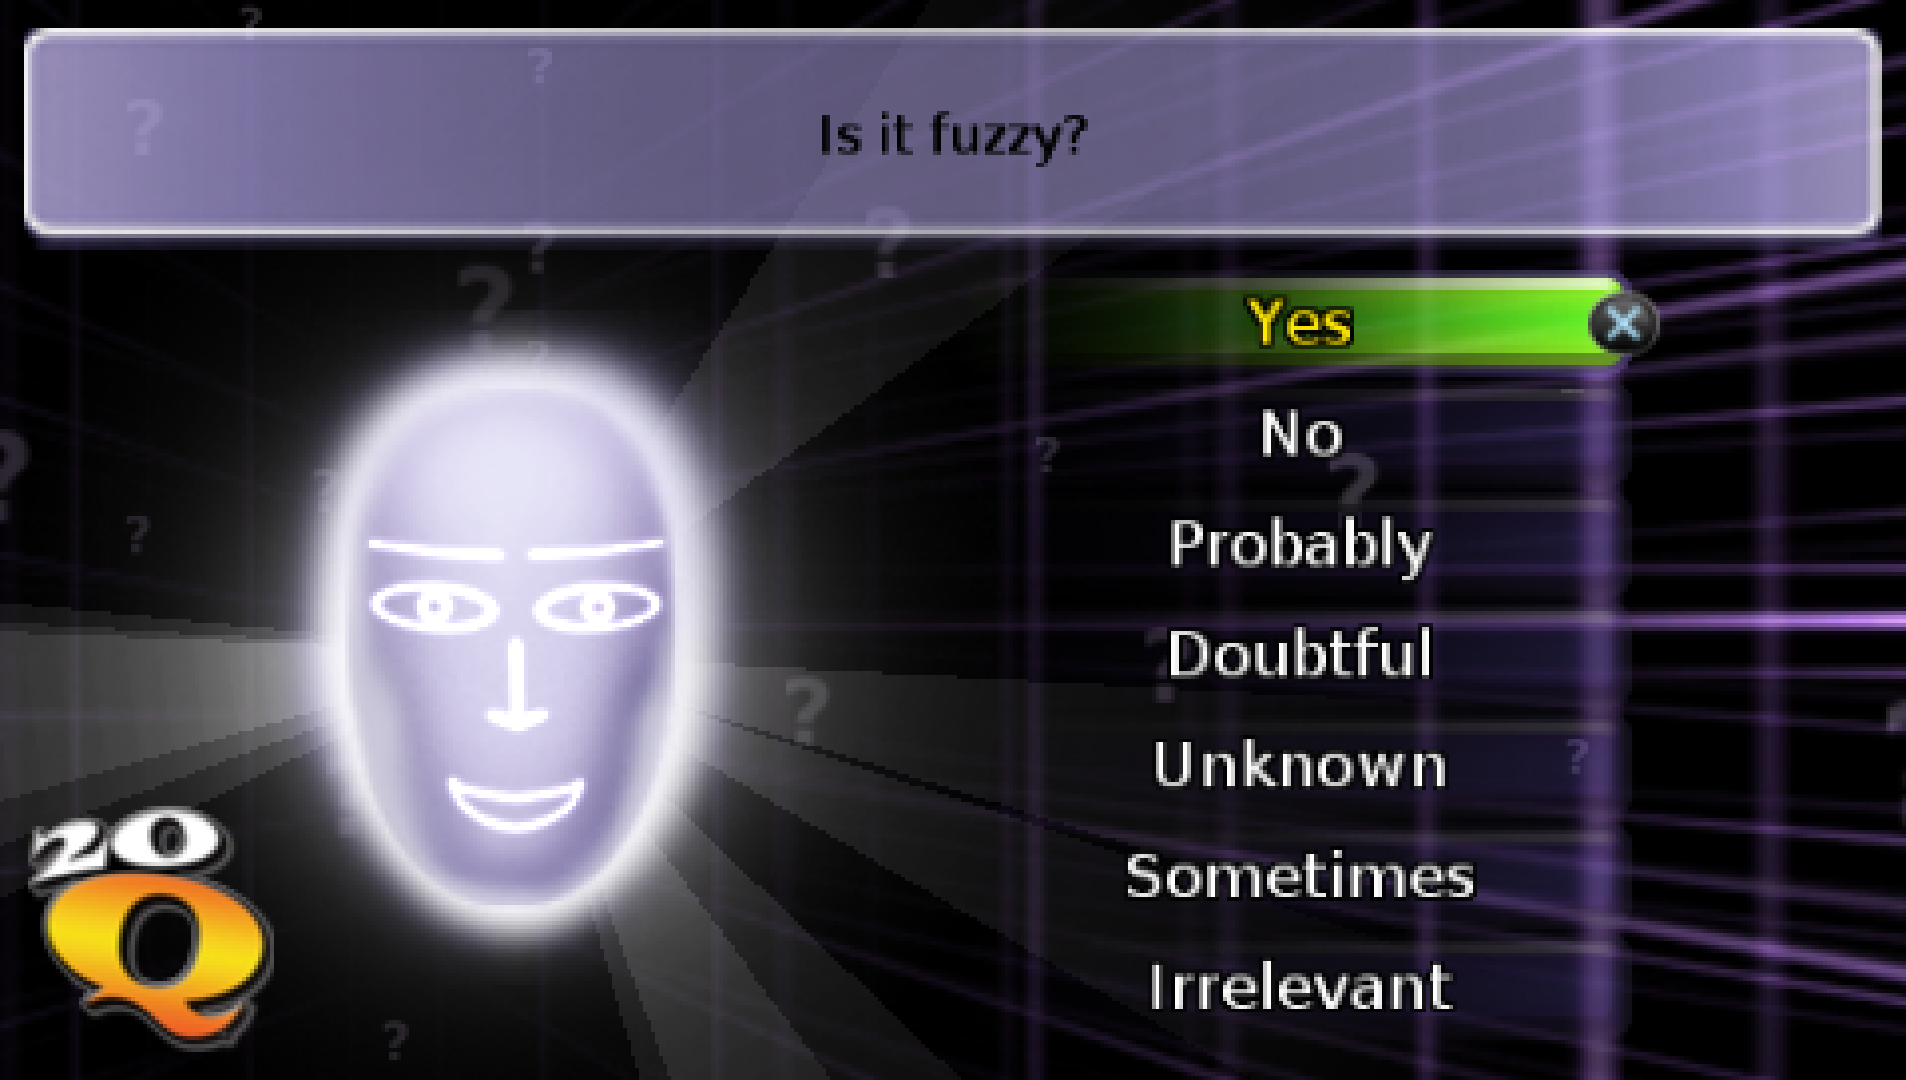 Is it fuzzy?
Yes
No
Probably
Doubtful
Unknown
Sometimes
Irrelevant
20
Q